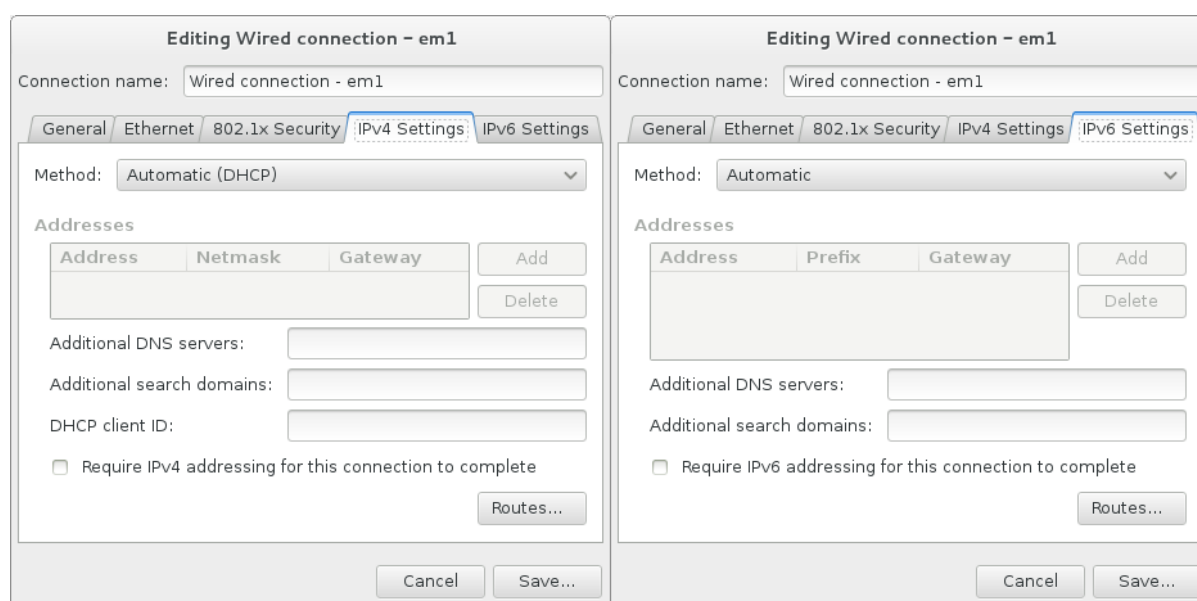 Editing Wired connection – em1
Connection name: Wired connection - em1
General Ethernet 802.1x Security IPv4 Settings IPv6 Settings
Method: Automatic (DHCP)
Addresses
Address Netmask Gateway Add
Delete
Additional DNS servers:
Additional search domains:
DHCP client ID:
Require IPv4 addressing for this connection to complete
Routes...
Cancel Save...
Editing Wired connection – em1
Connection name: Wired connection - em1
General Ethernet 802.1x Security IPv4 Settings IPv6 Settings
Method: Automatic
Addresses
Address Prefix Gateway Add
Delete
Additional DNS servers:
Additional search domains:
Require IPv6 addressing for this connection to complete
Routes...
Cancel Save...